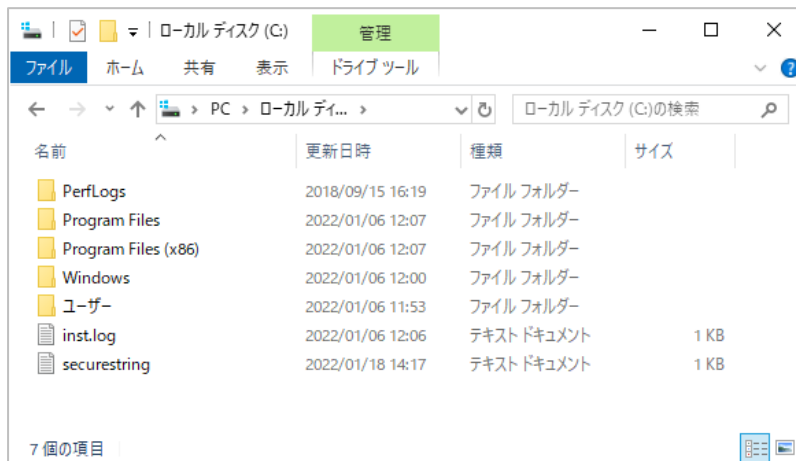 ローカル ディスク (C:) 管理
ファイル ホーム 共有 表示 ドライブ ツール
PC › ローカル ディ... › ローカル ディスク (C:)の検索
名前 更新日時 種類 サイズ
PerfLogs 2018/09/15 16:19 ファイル フォルダー
Program Files 2022/01/06 12:07 ファイル フォルダー
Program Files (x86) 2022/01/06 12:07 ファイル フォルダー
Windows 2022/01/06 12:00 ファイル フォルダー
ユーザー 2022/01/06 11:53 ファイル フォルダー
inst.log 2022/01/06 12:06 テキスト ドキュメント 1 KB
securestring 2022/01/18 14:17 テキスト ドキュメント 1 KB
7 個の項目